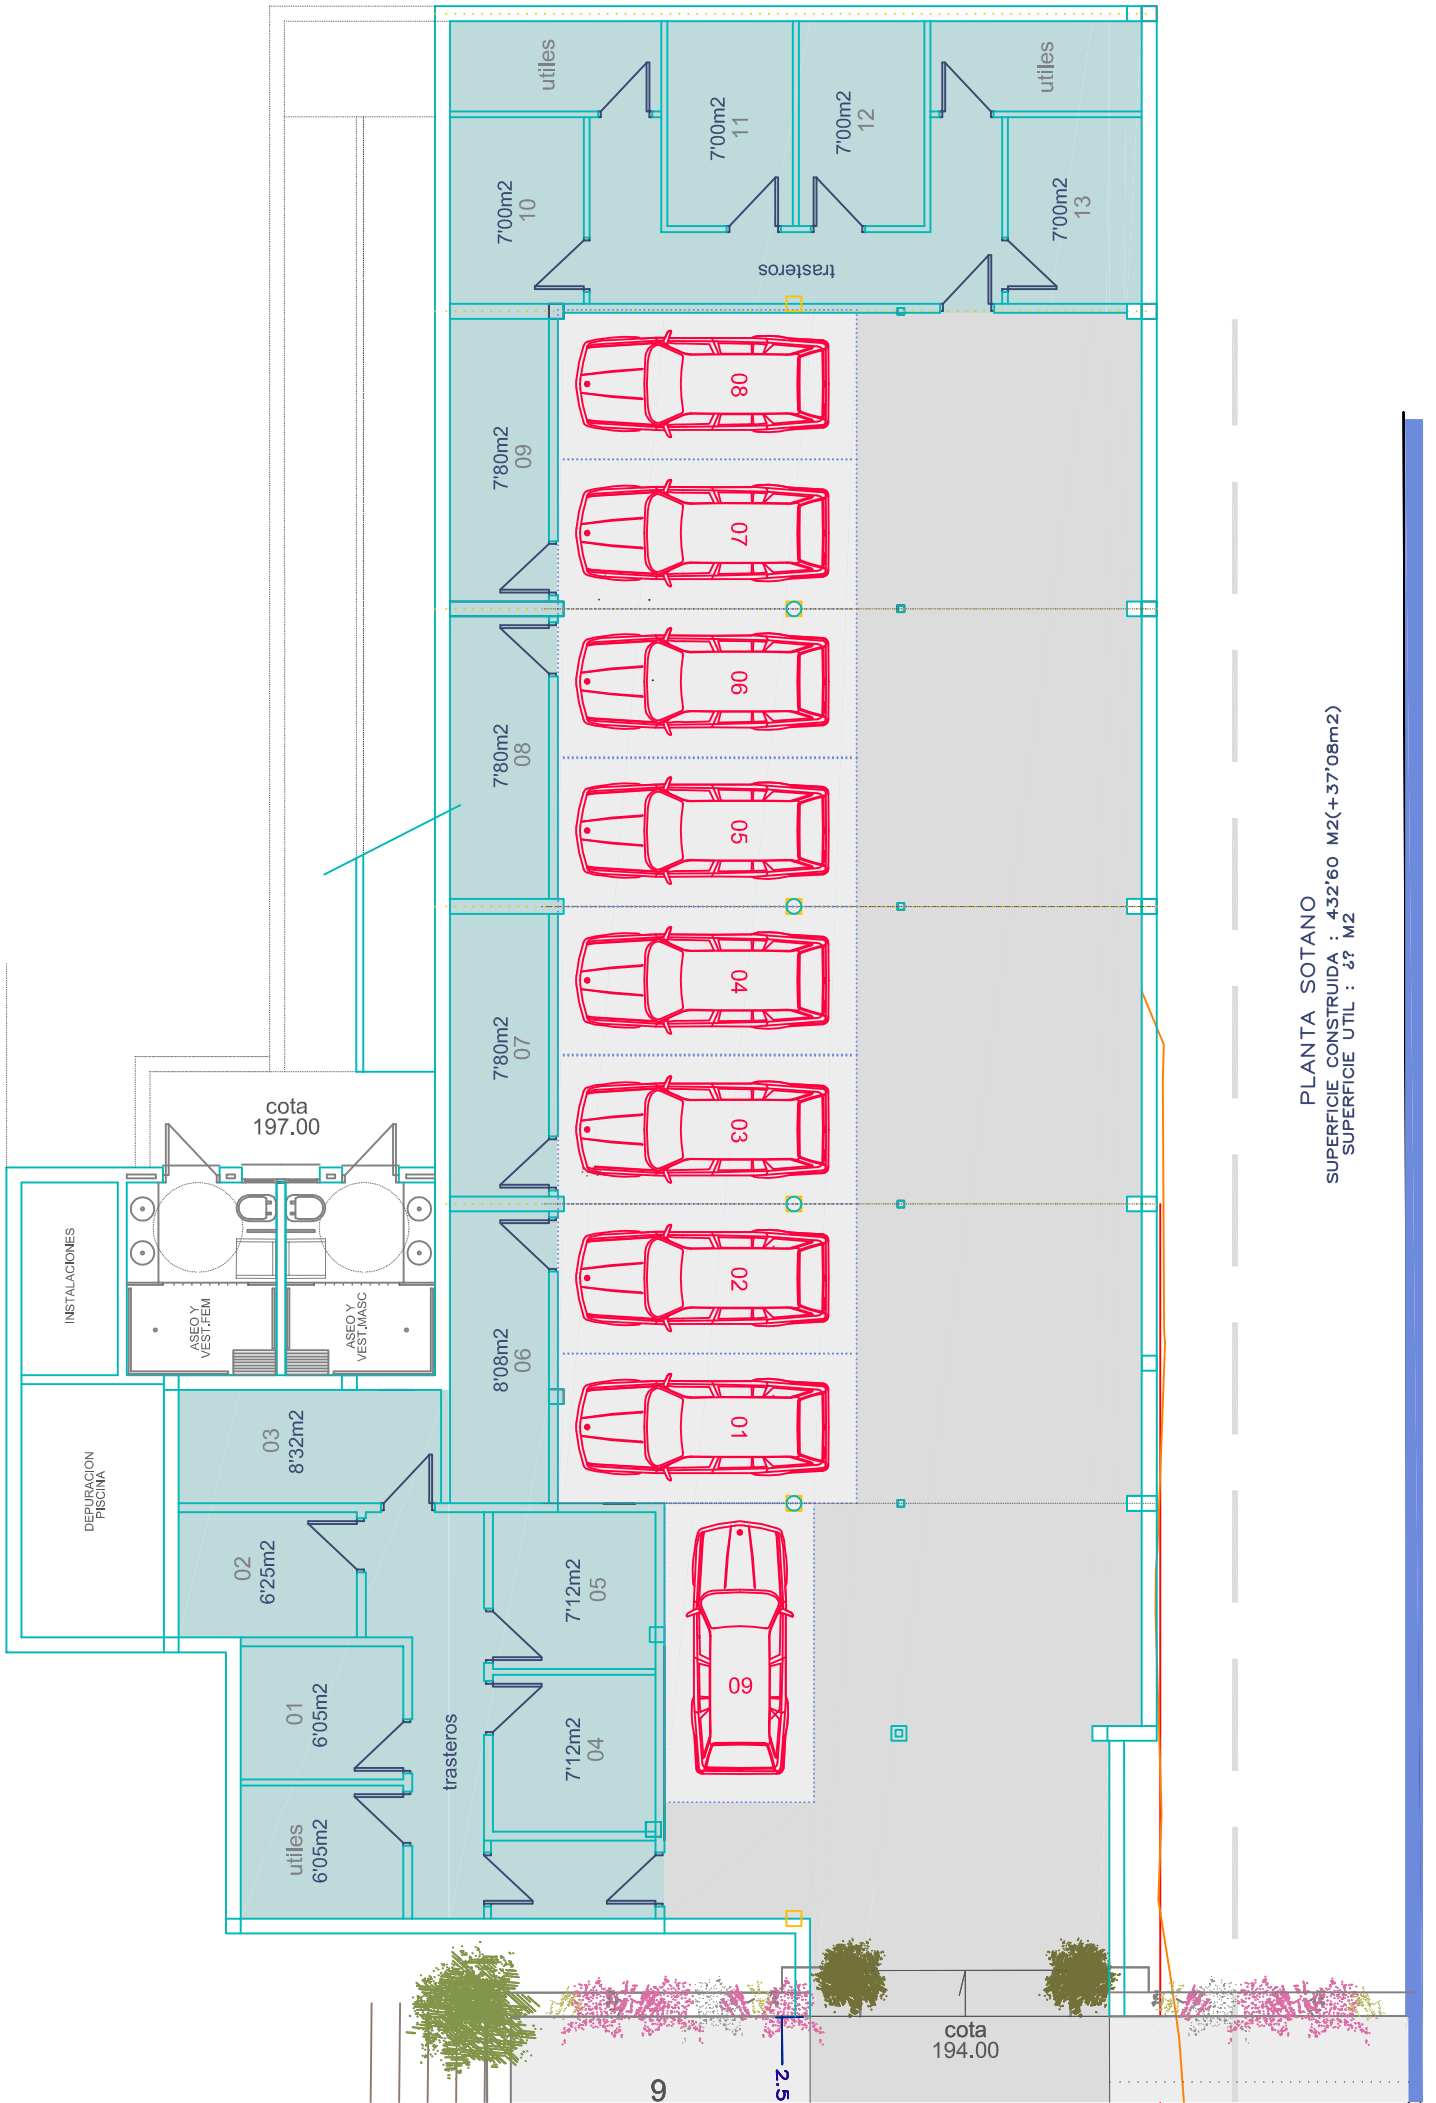 utiles
7'00m2
11
7'00m2
12
utiles
7'00m2
10
7'00m2
13
trasteros
08
7'80m2
09
07
06
7'80m2
08
05
04
7'80m2
07
03
02
8'08m2
06
01
PLANTA SOTANO
SUPERFICIE CONSTRUIDA : 432'60 M2(+37'08m2)
SUPERFICIE UTIL : ¿? M2
cota
197.00
INSTALACIONES
ASEO Y
VEST.FEM
ASEO Y
VEST.MASC
DEPURACION
PISCINA
03
8'32m2
02
6'25m2
7'12m2
05
09
01
6'05m2
trasteros
7'12m2
04
utiles
6'05m2
cota
194.00
2.5
9